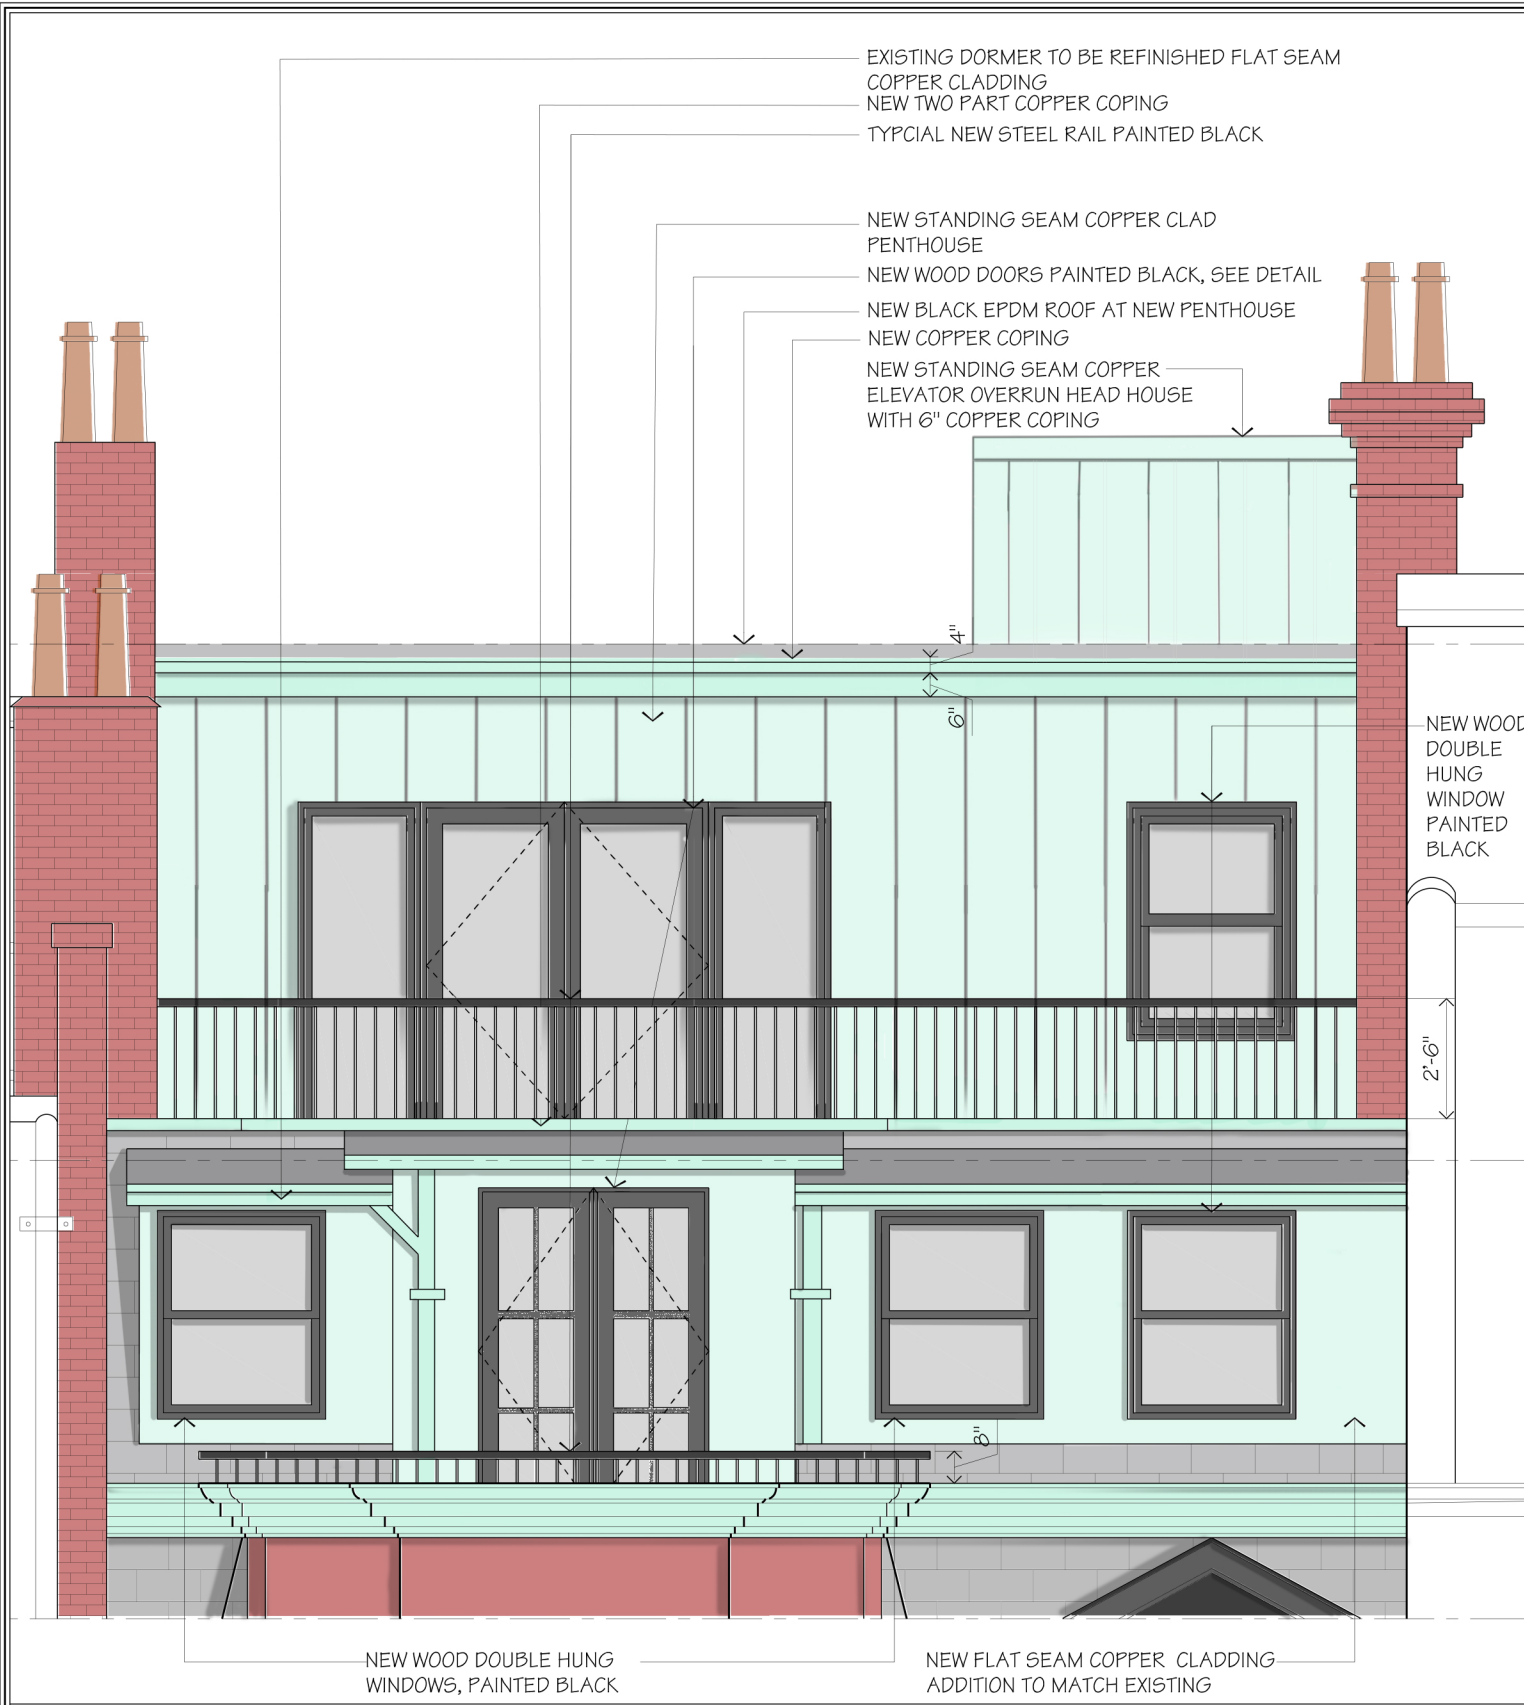 EXISTING DORMER TO BE REFINISHED FLAT SEAM
COPPER CLADDING
NEW TWO PART COPPER COPING
TYPCIAL NEW STEEL RAIL PAINTED BLACK
NEW STANDING SEAM COPPER CLAD
PENTHOUSE
NEW WOOD DOORS PAINTED BLACK, SEE DETAIL
NEW BLACK EPDM ROOF AT NEW PENTHOUSE
NEW COPPER COPING
NEW STANDING SEAM COPPER
ELEVATOR OVERRUN HEAD HOUSE
WITH 6" COPPER COPING
4"
6"
NEW WOOD
DOUBLE
HUNG
WINDOW
PAINTED
BLACK
2'-6"
8"
NEW WOOD DOUBLE HUNG
WINDOWS, PAINTED BLACK
NEW FLAT SEAM COPPER CLADDING
ADDITION TO MATCH EXISTING